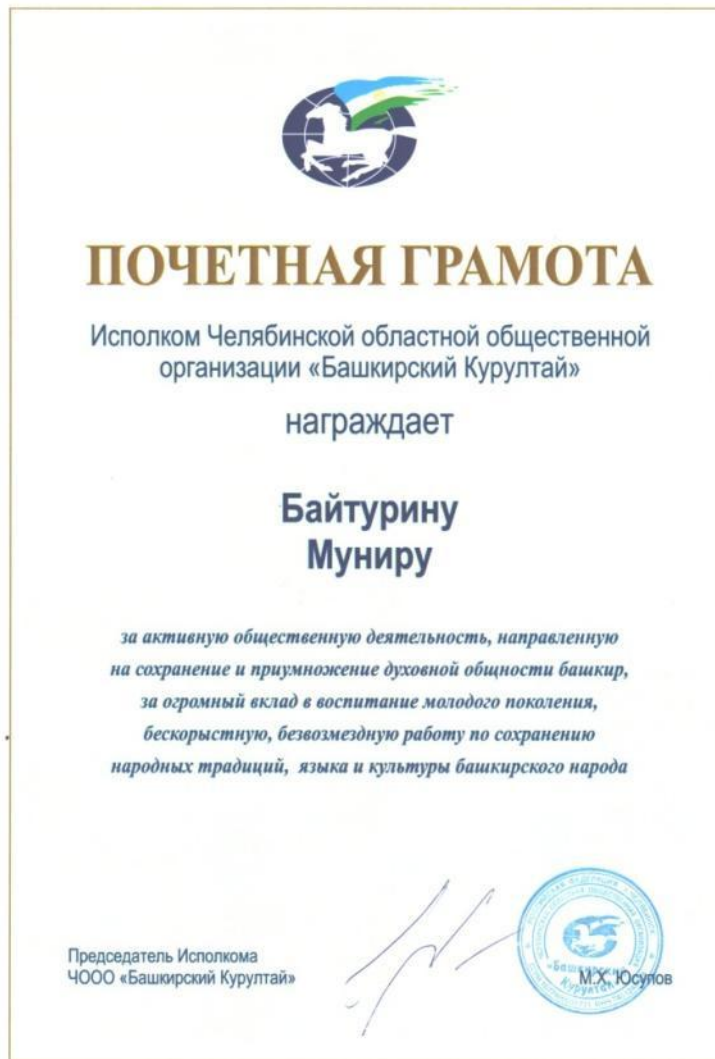 ПОЧЕТНАЯ ГРАМОТА
Исполком Челябинской областной общественной
организации «Башкирский Курултай»
награждает
Байтурину
Муниру
за активную общественную деятельность, направленную
на сохранение и приумножение духовной общности башкир,
за огромный вклад в воспитание молодого поколения,
бескорыстную, безвозмездную работу по сохранению
народных традиций, языка и культуры башкирского народа
Председатель Исполкома
ЧООО «Башкирский Курултай»
М.Х. Юсупов
«Башкирский
Курултай»